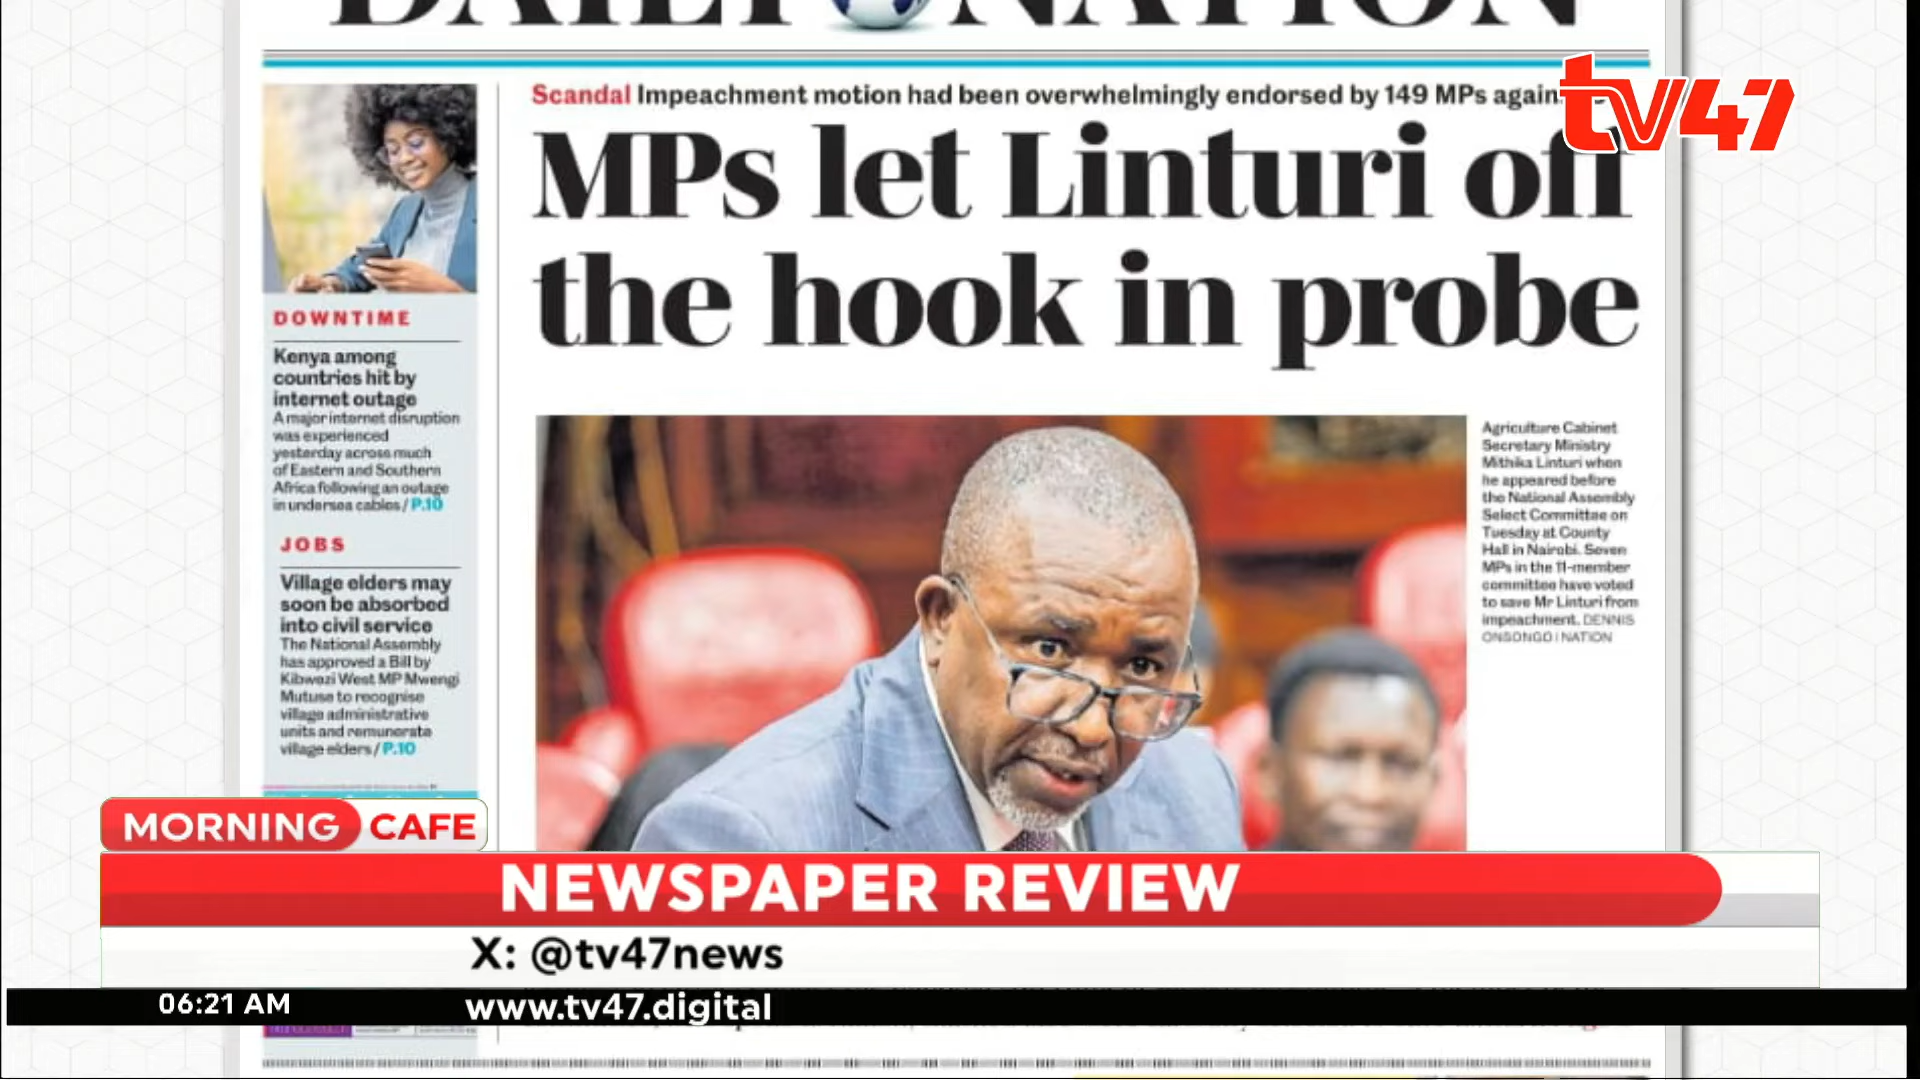 DAILY NATION
tv47
Scandal Impeachment motion had been overwhelmingly endorsed by 149 MPs
MPs let Linturi off
the hook in probe
DOWNTIME
Kenya among
countries hit by
internet outage
A major internet disruption
was experienced
yesterday across much
of Eastern and Southern
Africa following an outage
in undersea cables / P.10
JOBS
Village elders may
soon be absorbed
into civil service
The National Assembly
has approved a Bill by
Kibwezi West MP Mwengi
Mutuse to recognise
village administrative
units and remunerate
village elders / P.10
Agriculture Cabinet
Secretary Ministry
Mithika Linturi when
he appeared before
the National Assembly
Select Committee on
Tuesday at County
Hall in Nairobi. Seven
MPs in the 11-member
committee have voted
to save Mr Linturi from
impeachment. DENNIS
ONSONGO | NATION
MORNING CAFE
NEWSPAPER REVIEW
X: @tv47news
06:21 AM
www.tv47.digital